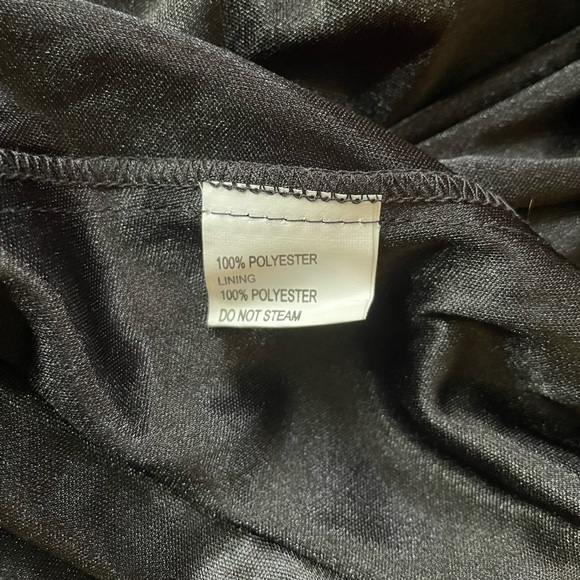 100% POLYESTER
LINING
100% POLYESTER
DO NOT STEAM